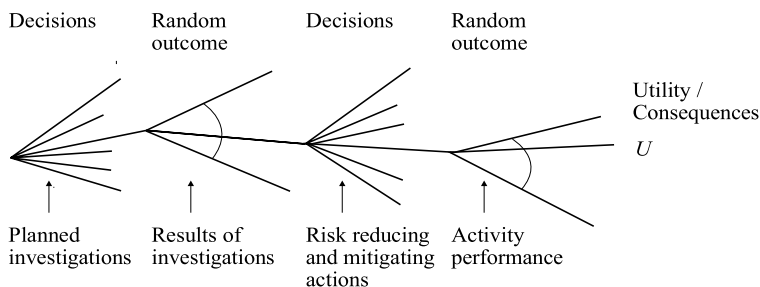 Decisions
Random
outcome
Decisions
Random
outcome
Utility /
Consequences
U
Planned
investigations
Results of
investigations
Risk reducing
and mitigating
actions
Activity
performance